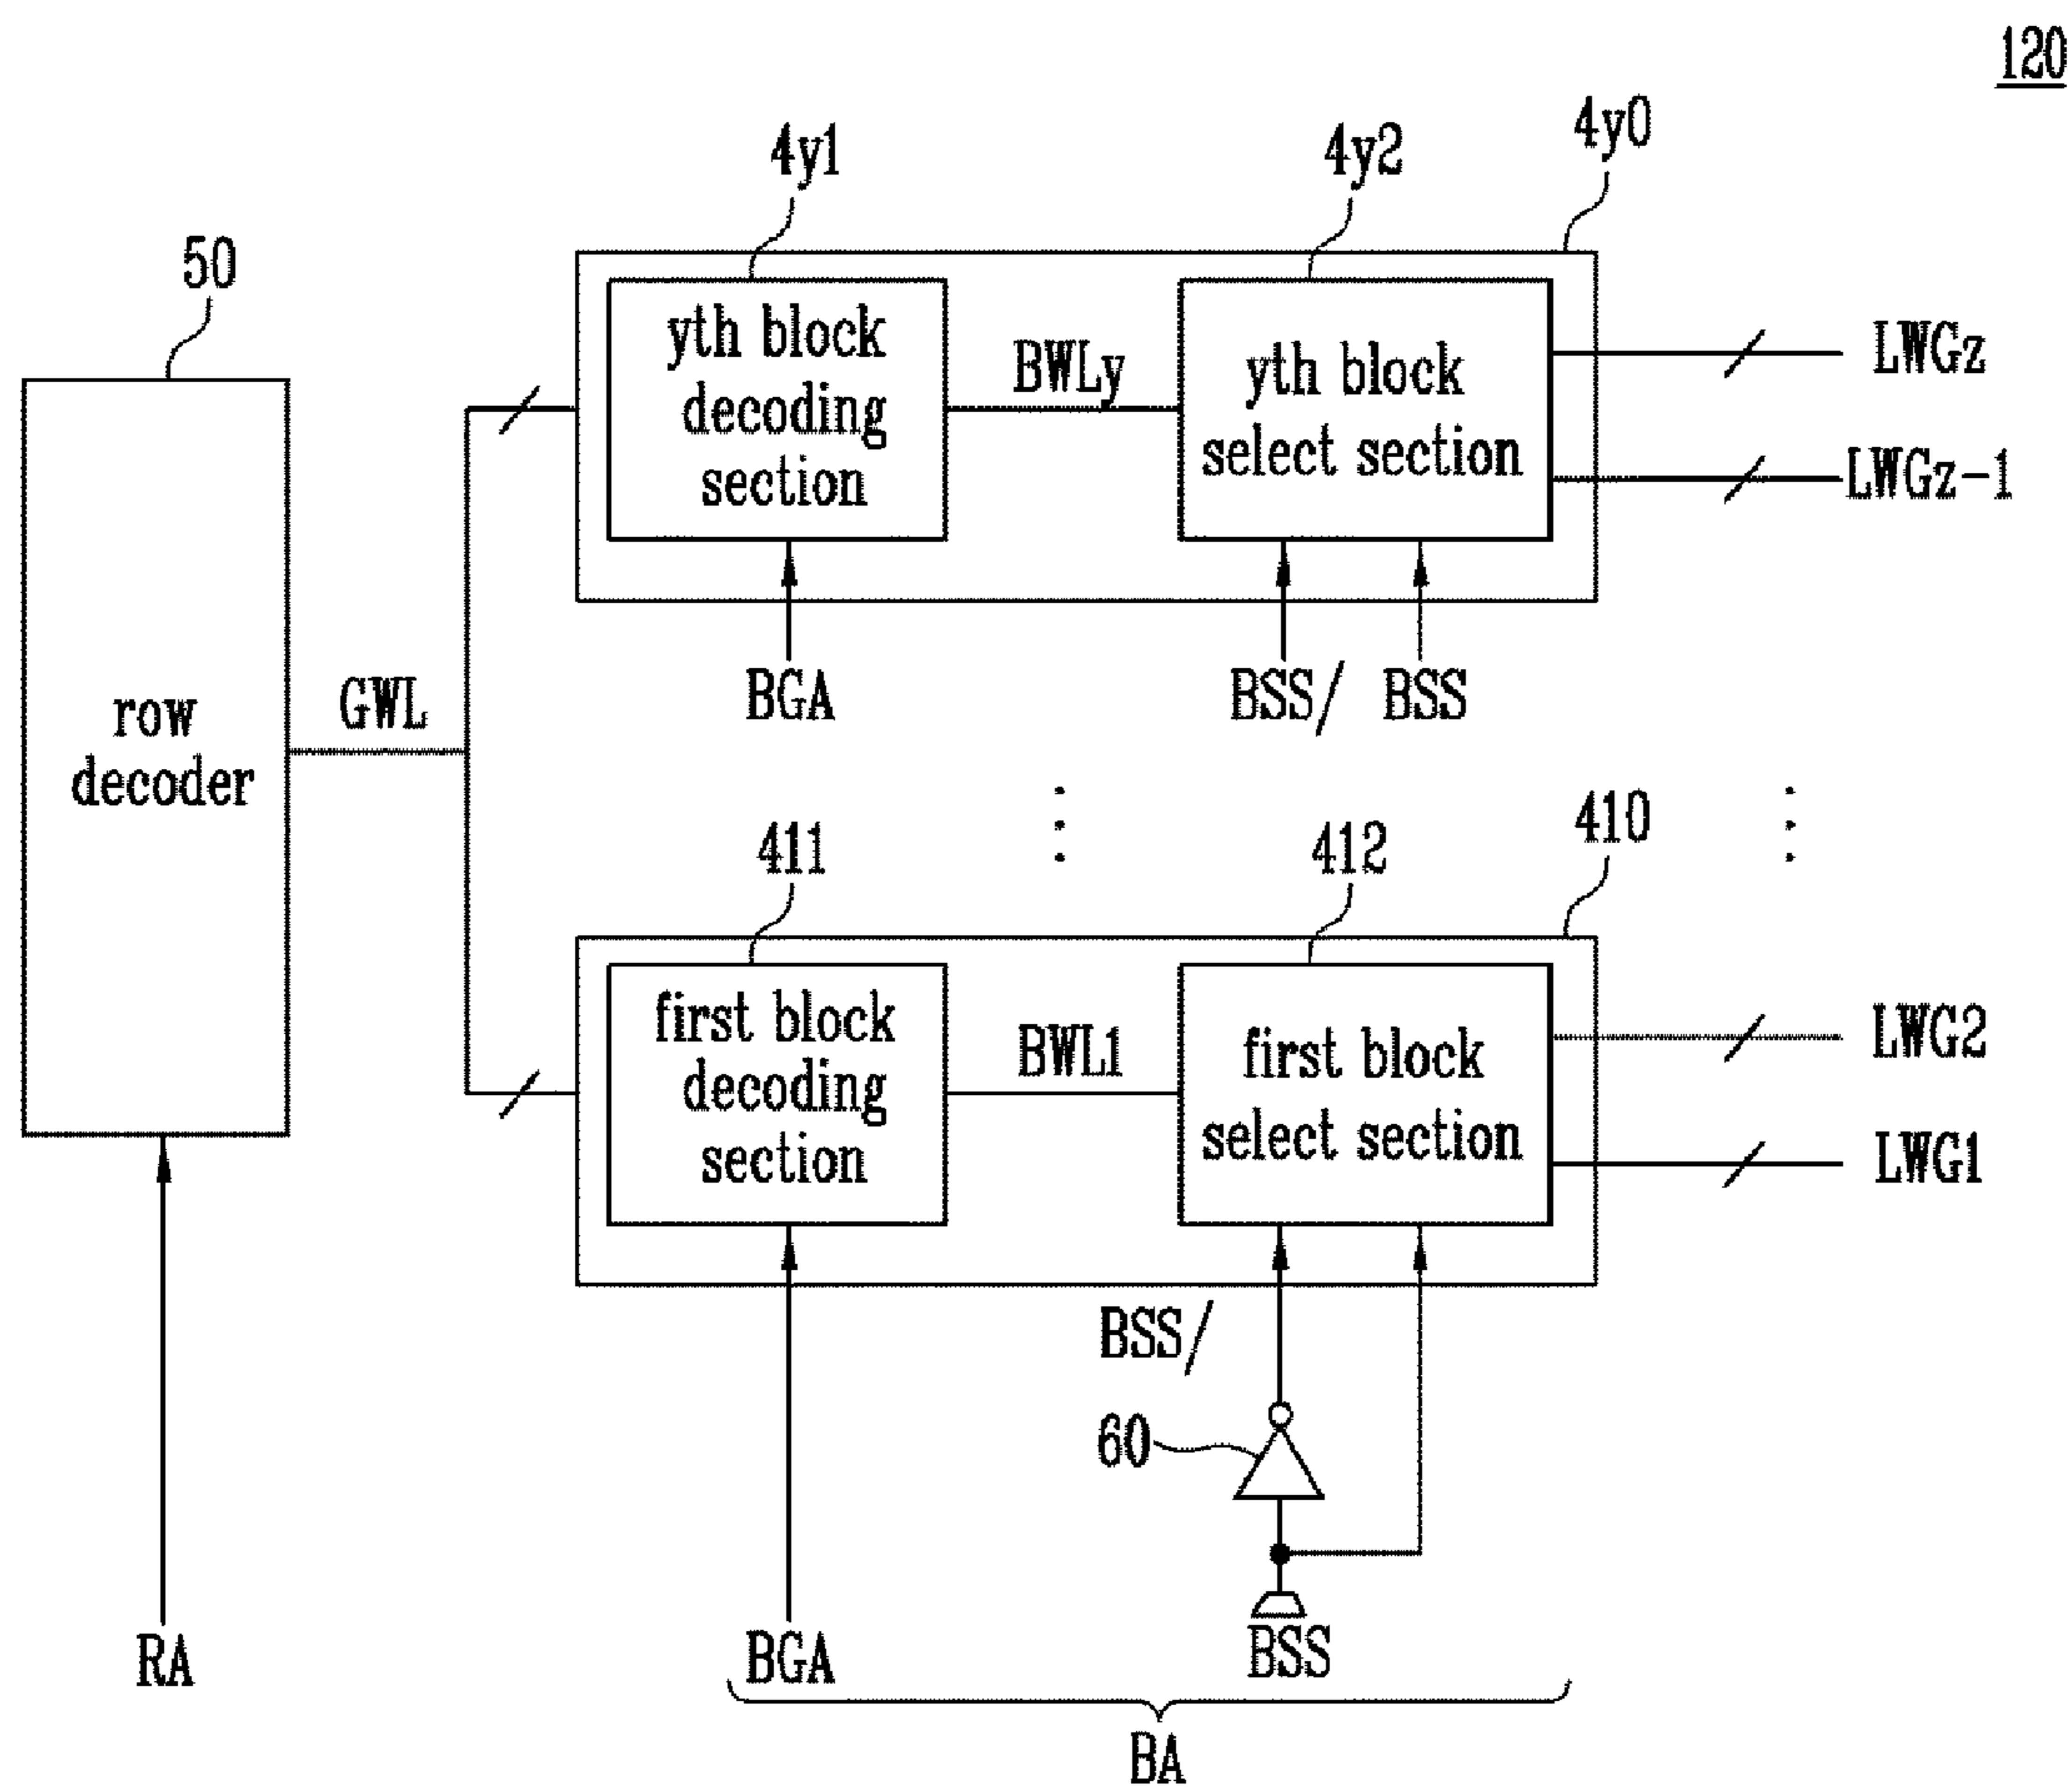 120
4y0
4y1
4y2
50
yth block
decoding
section
BWLy
yth block
select section
LWGz
LWGz-1
BGA
BSS/
BSS
row
decoder
GWL
410
411
412
first block
decoding
section
BWL1
first block
select section
LWG2
LWG1
BSS/
60
RA
BGA
BSS
BA